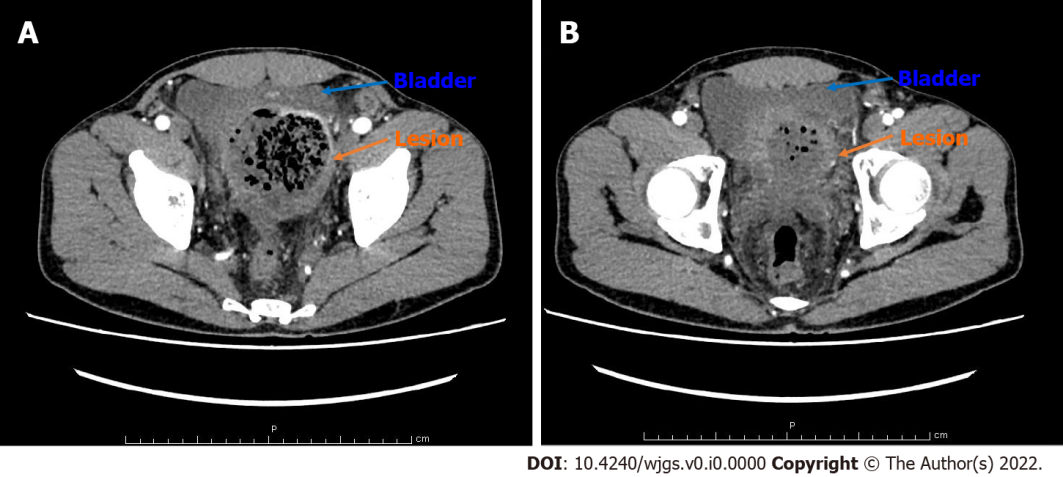 A
B
Bladder
Bladder
Lesion
Lesion
P
cm
P
cm
DOI: 10.4240/wjgs.v0.i0.0000 Copyright © The Author(s) 2022.